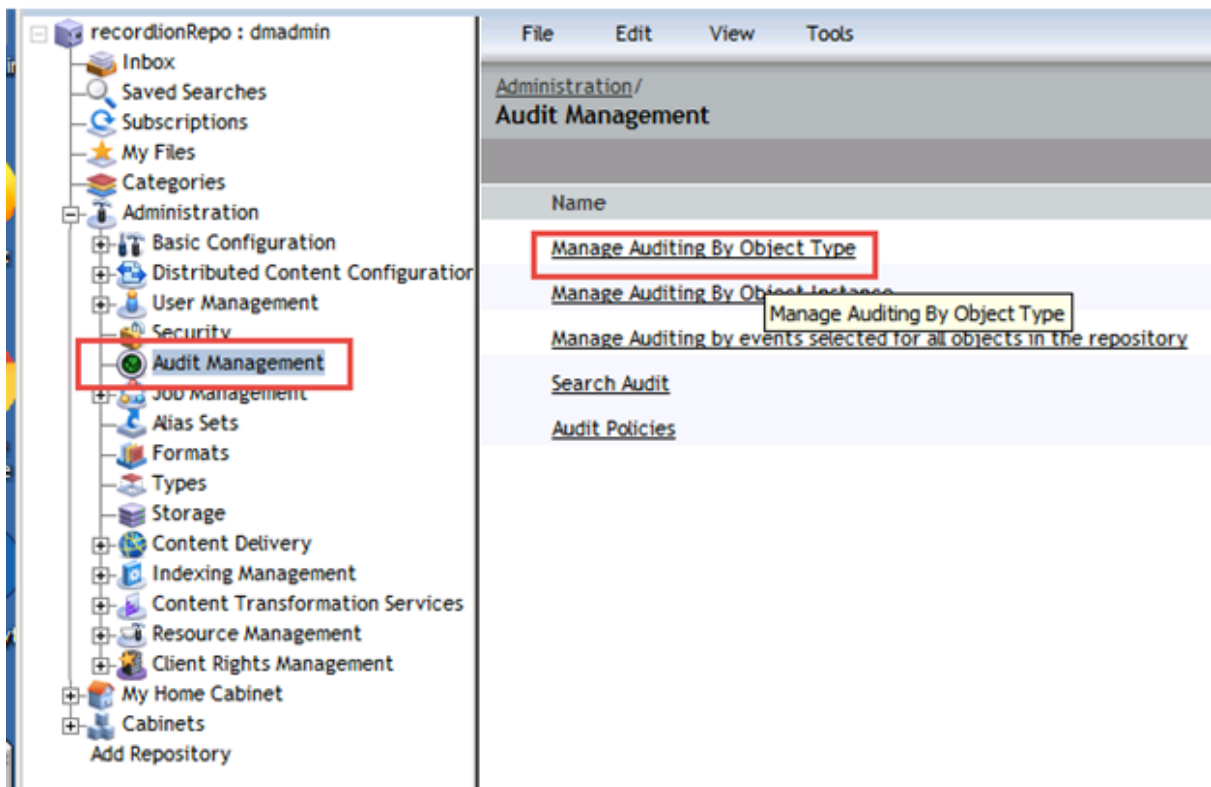 recordlionRepo : dmadmin
Inbox
Saved Searches
Subscriptions
My Files
Categories
Administration
Basic Configuration
Distributed Content Configuration
User Management
Security
Audit Management
Job Management
Alias Sets
Formats
Types
Storage
Content Delivery
Indexing Management
Content Transformation Services
Resource Management
Client Rights Management
My Home Cabinet
Cabinets
Add Repository
File Edit View Tools
Administration/
Audit Management
Name
Manage Auditing By Object Type
Manage Auditing By Object Instance
Manage Auditing By Object Type
Manage Auditing by events selected for all objects in the repository
Search Audit
Audit Policies